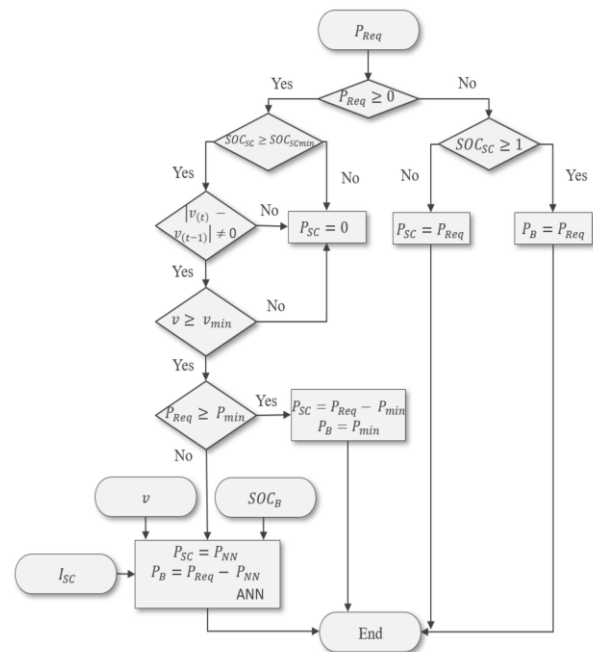 P_Req
Yes
P_Req ≥ 0
No
SOC_SC ≥ SOC_SCmin
SOC_SC ≥ 1
Yes
No
No
Yes
|v_(t) −
v_(t−1)| ≠ 0
No
P_SC = 0
P_SC = P_Req
P_B = P_Req
Yes
No
v ≥ v_min
Yes
P_Req ≥ P_min
Yes
P_SC = P_Req − P_min
P_B = P_min
No
v
SOC_B
P_SC = P_NN
I_SC
P_B = P_Req − P_NN
ANN
End